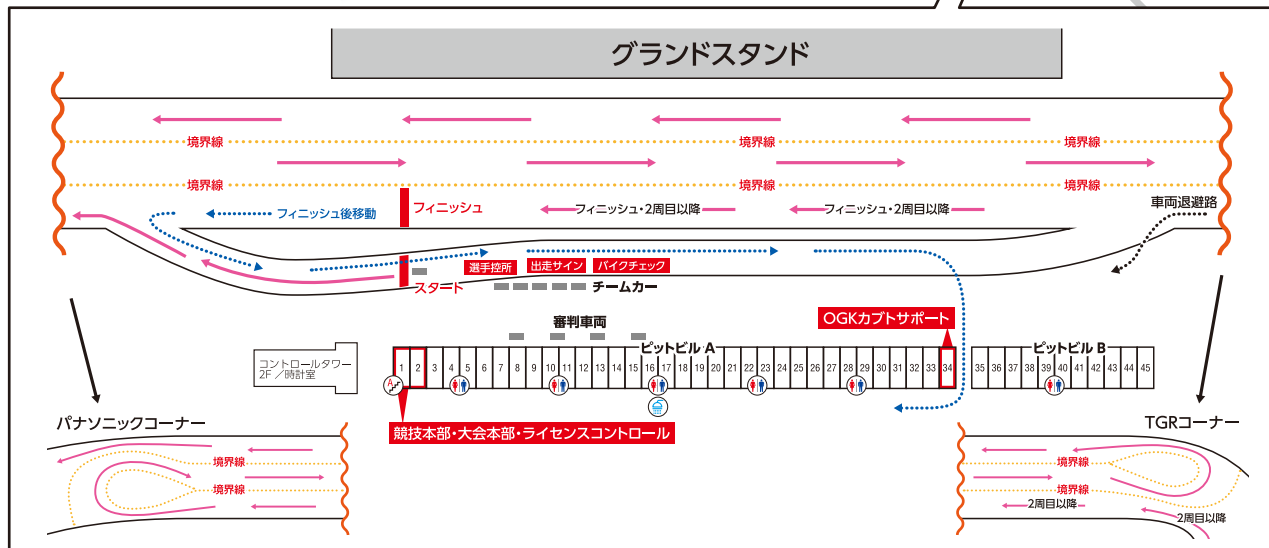 グランドスタンド
境界線
境界線
境界線
境界線
境界線
境界線
フィニッシュ後移動
フィニッシュ
フィニッシュ・2周目以降
フィニッシュ・2周目以降
車両退避路
選手控所
出走サイン
バイクチェック
スタート
チームカー
審判車両
OGKカブトサポート
コントロールタワー
2F／時計室
ピットビル A
ピットビル B
1 2 3 4 5 6 7 8 9 10 11 12 13 14 15 16 17 18 19 20 21 22 23 24 25 26 27 28 29 30 31 32 33 34 35 36 37 38 39 40 41 42 43 44 45
A
競技本部・大会本部・ライセンスコントロール
パナソニックコーナー
TGRコーナー
境界線
境界線
境界線
境界線
2周目以降
2周目以降